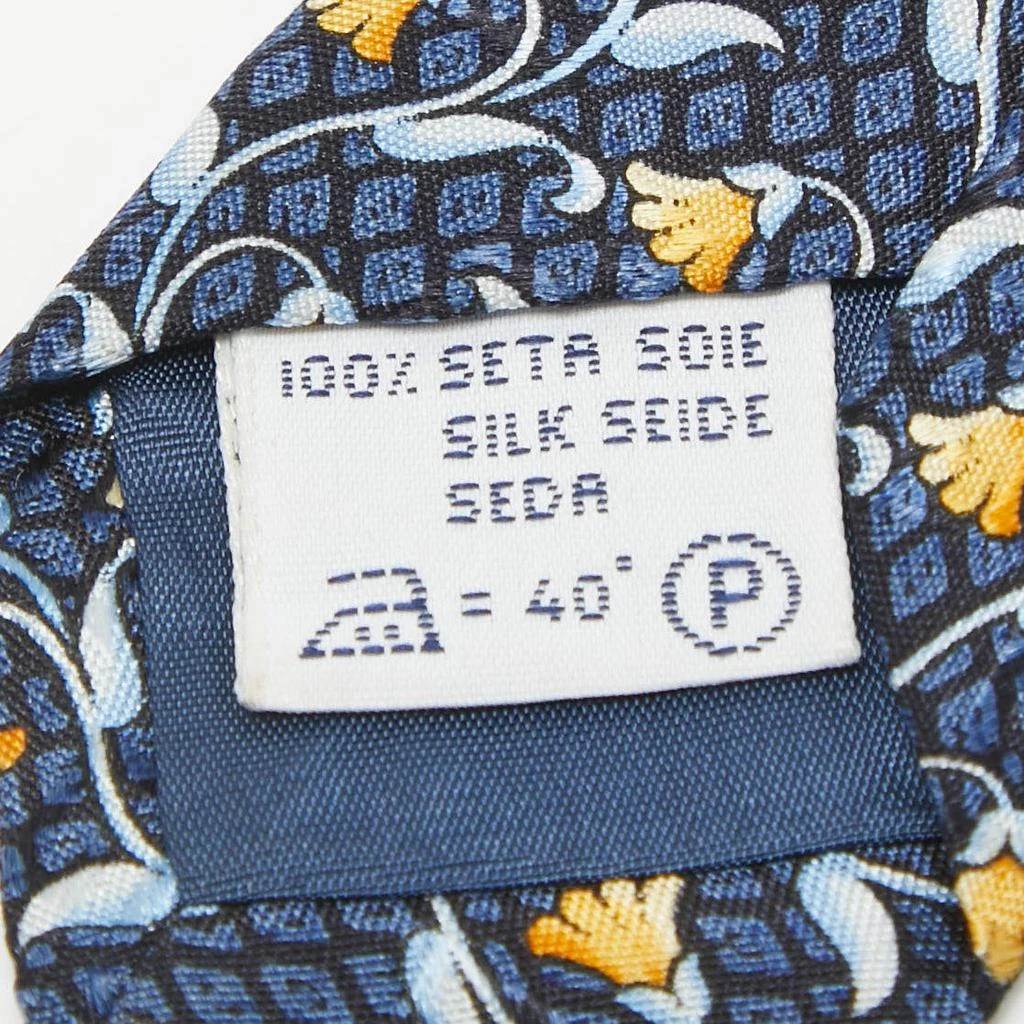 100% SETA SOIE
SILK SEIDE
SEDA
= 40° P